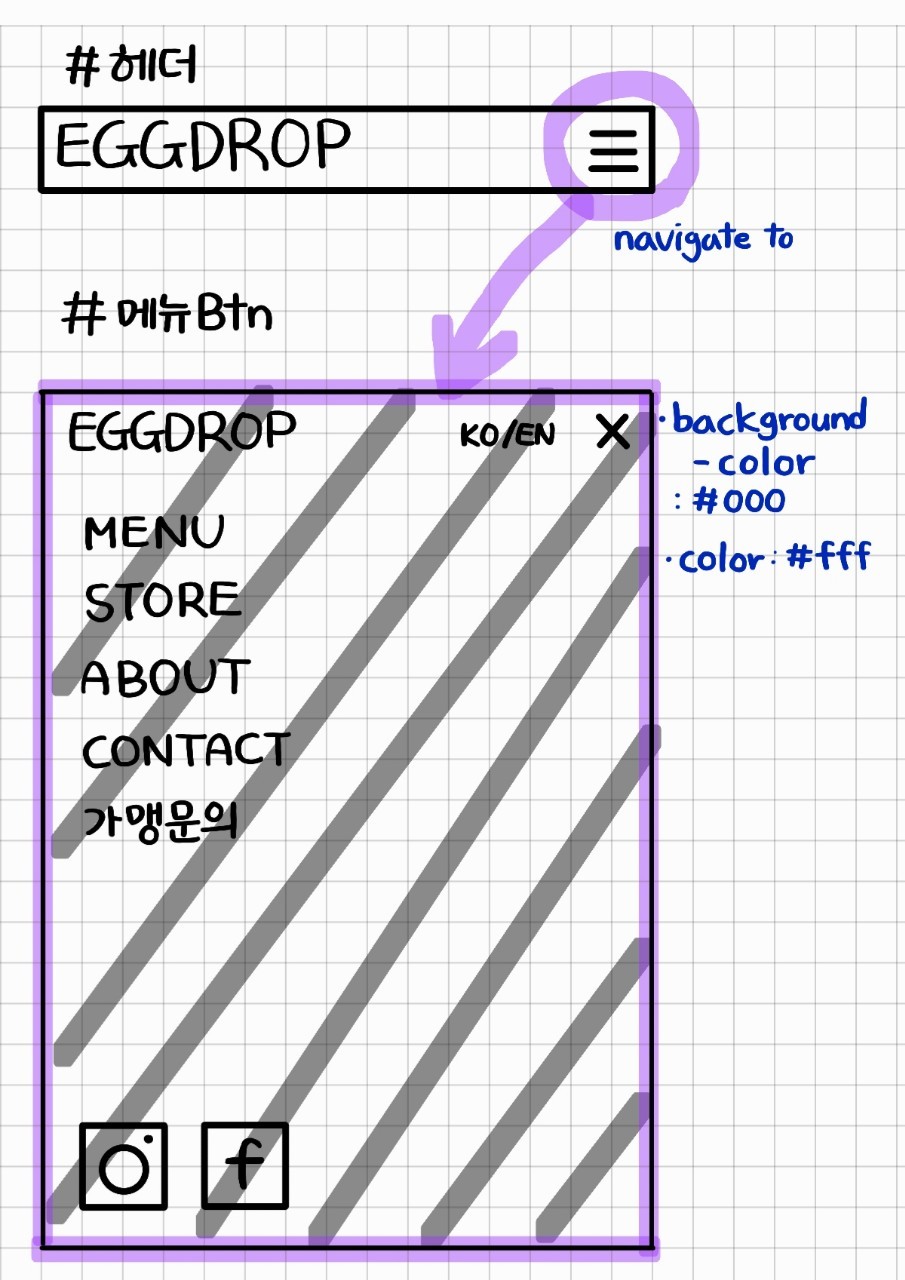 # 헤더
EGGDROP
navigate to
# 메뉴Btn
EGGDROP KO/EN X
·background
-color
: #000
·color: #fff
MENU
STORE
ABOUT
CONTACT
가맹문의
f